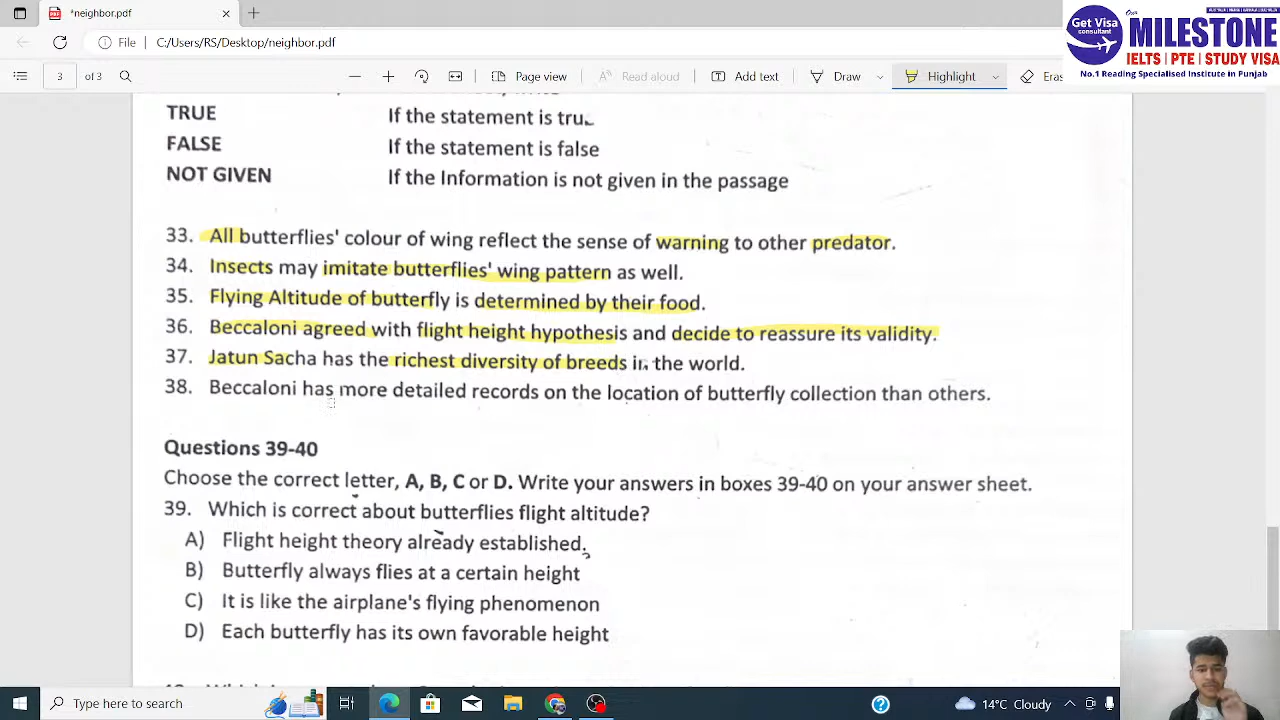 *neighbor.pdf
File C:/Users/RS/Desktop/neighbor.pdf
3 of 3 Page view Read aloud Add text Draw Highlight
Get Visa
consultant
MILESTONE
IELTS | PTE | STUDY VISA
No.1 Reading Specialised Institute in Punjab
TRUE If the statement is true
FALSE If the statement is false
NOT GIVEN If the Information is not given in the passage
33. All butterflies' colour of wing reflect the sense of warning to other predator.
34. Insects may imitate butterflies' wing pattern as well.
35. Flying Altitude of butterfly is determined by their food.
36. Beccaloni agreed with flight height hypothesis and decide to reassure its validity.
37. Jatun Sacha has the richest diversity of breeds in the world.
38. Beccaloni has more detailed records on the location of butterfly collection than others.
Questions 39-40
Choose the correct letter, A, B, C or D. Write your answers in boxes 39-40 on your answer sheet.
39. Which is correct about butterflies flight altitude?
A) Flight height theory already established.
B) Butterfly always flies at a certain height
C) It is like the airplane's flying phenomenon
D) Each butterfly has its own favorable height
Type here to search 14°C Cloudy